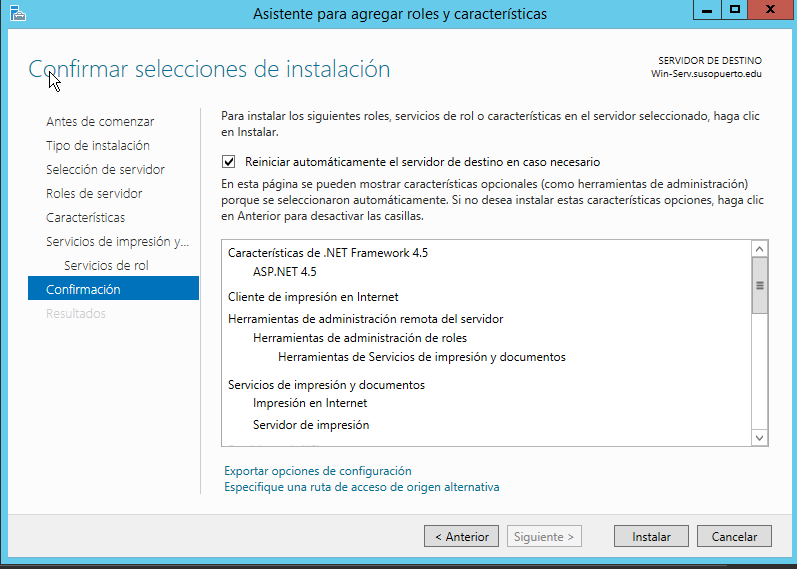 Asistente para agregar roles y características
Confirmar selecciones de instalación
SERVIDOR DE DESTINO
Win-Serv.susopuerto.edu
Antes de comenzar
Tipo de instalación
Selección de servidor
Roles de servidor
Características
Servicios de impresión y...
Servicios de rol
Confirmación
Resultados
Para instalar los siguientes roles, servicios de rol o características en el servidor seleccionado, haga clic
en Instalar.
Reiniciar automáticamente el servidor de destino en caso necesario
En esta página se pueden mostrar características opcionales (como herramientas de administración)
porque se seleccionaron automáticamente. Si no desea instalar estas características opciones, haga clic
en Anterior para desactivar las casillas.
Características de .NET Framework 4.5
ASP.NET 4.5
Cliente de impresión en Internet
Herramientas de administración remota del servidor
Herramientas de administración de roles
Herramientas de Servicios de impresión y documentos
Servicios de impresión y documentos
Impresión en Internet
Servidor de impresión
Exportar opciones de configuración
Especifique una ruta de acceso de origen alternativa
< Anterior
Siguiente >
Instalar
Cancelar